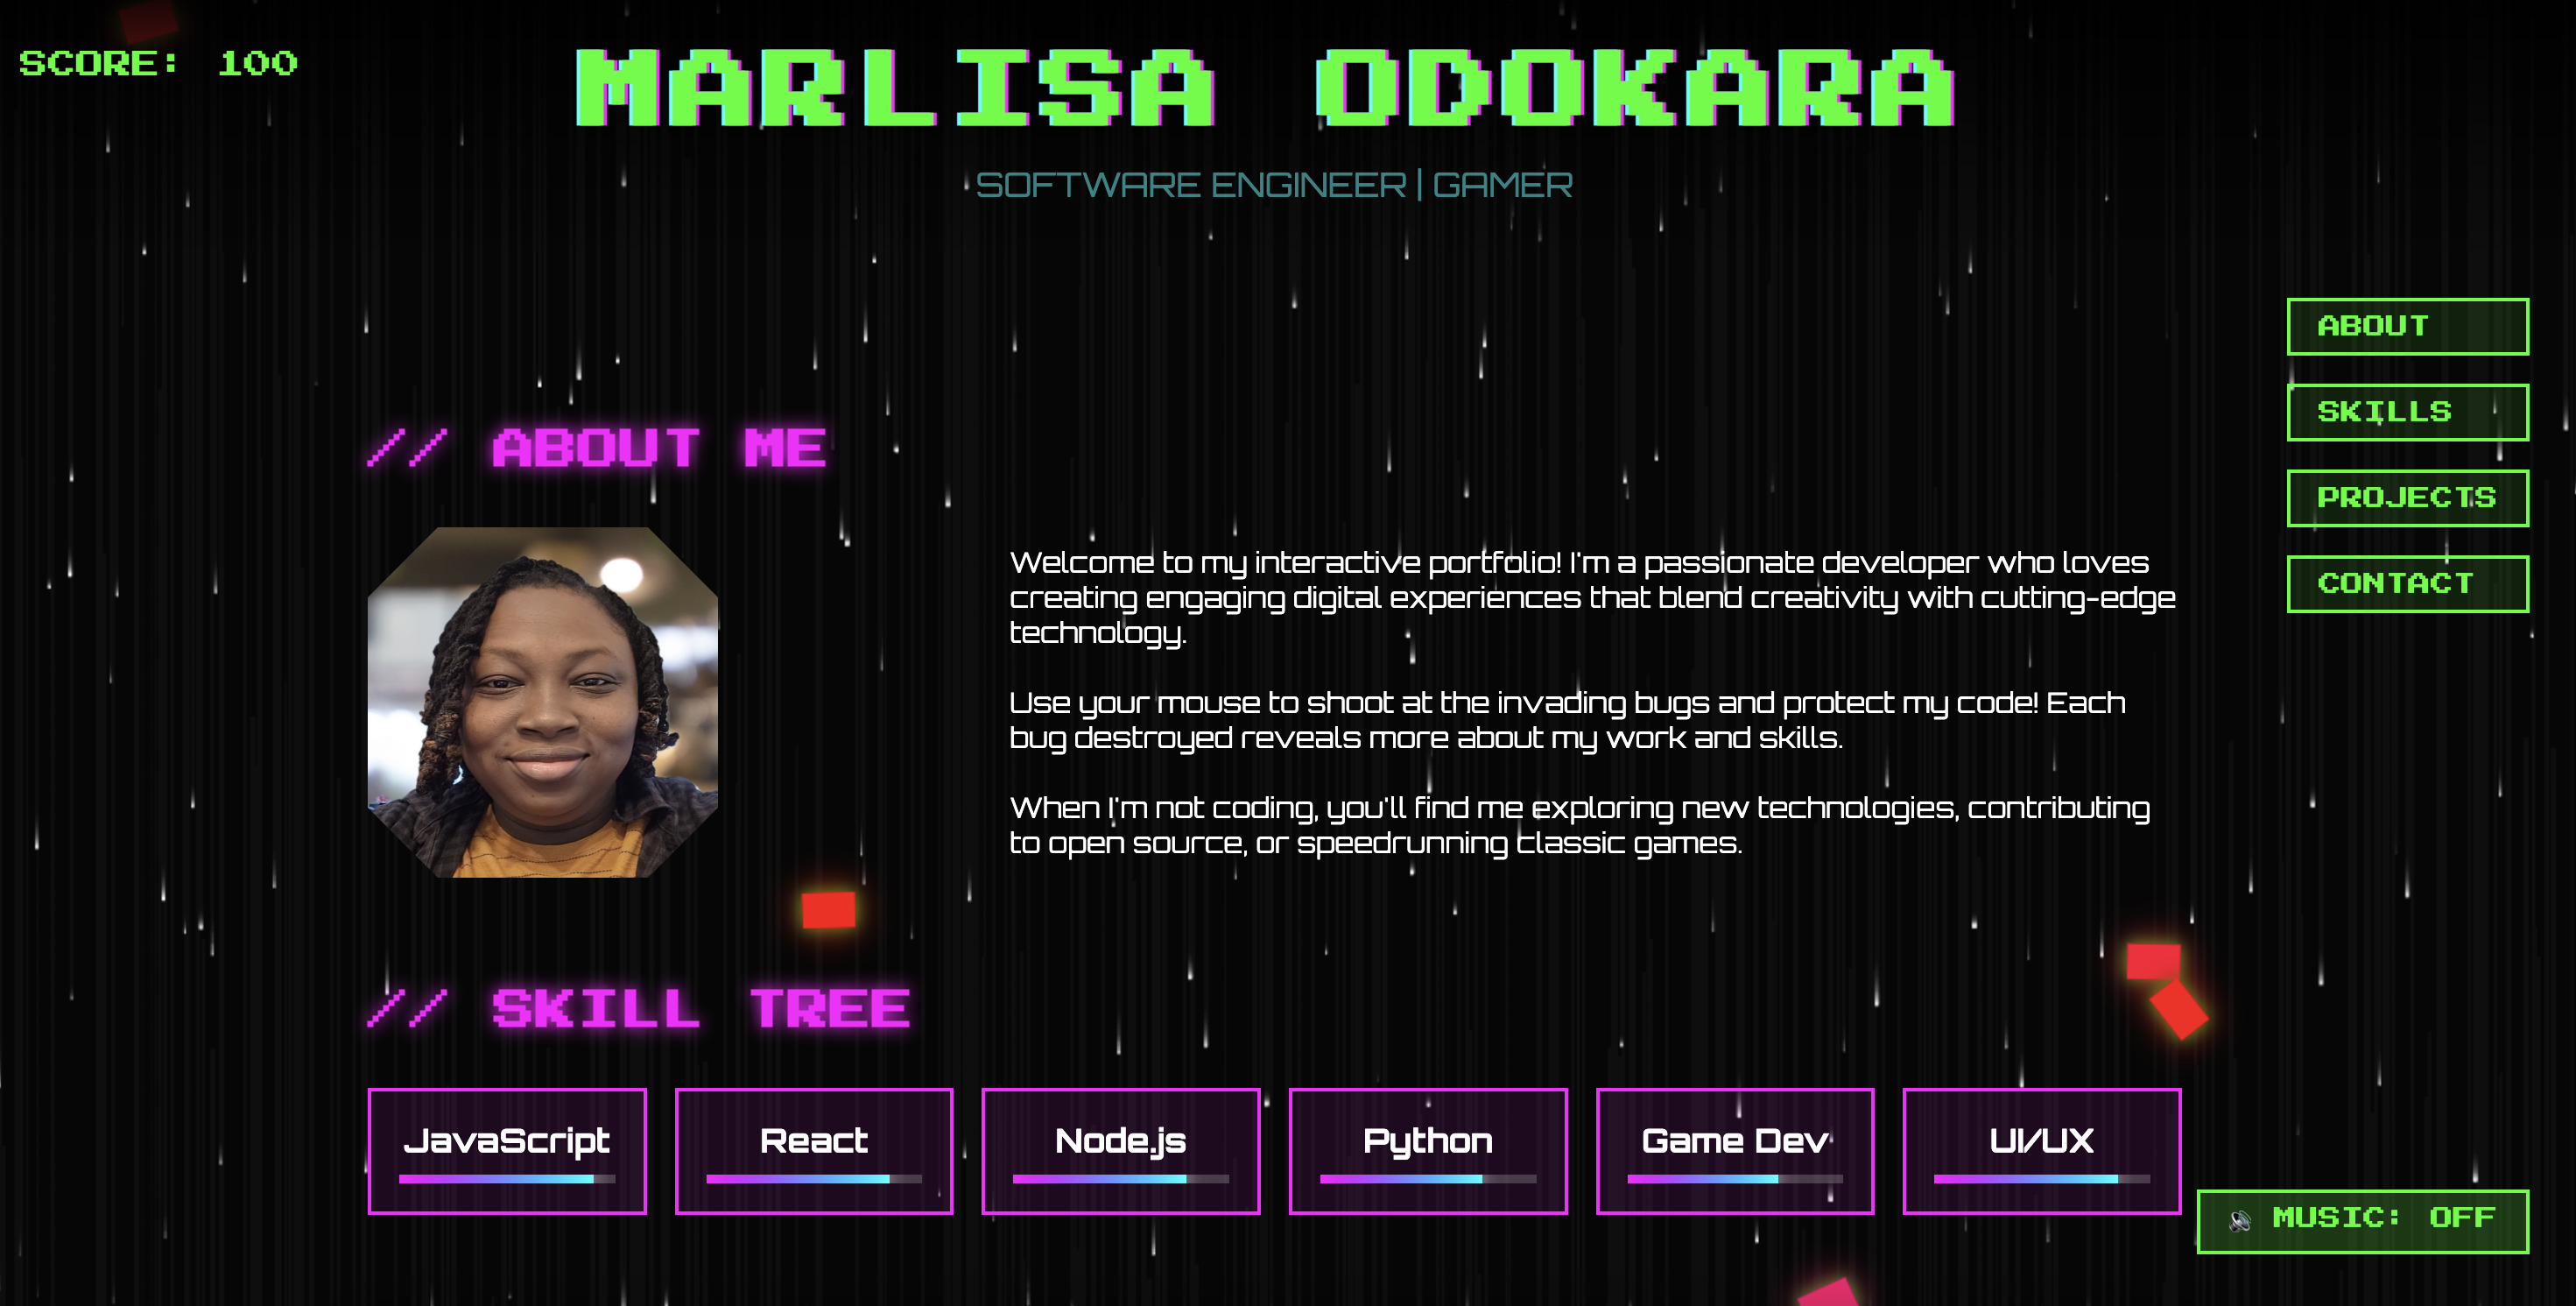 SCORE: 100
MARLISA ODOKARA
SOFTWARE ENGINEER | GAMER
ABOUT
SKILLS
PROJECTS
CONTACT
// ABOUT ME
Welcome to my interactive portfolio! I'm a passionate developer who loves
creating engaging digital experiences that blend creativity with cutting-edge
technology.
Use your mouse to shoot at the invading bugs and protect my code! Each
bug destroyed reveals more about my work and skills.
When I'm not coding, you'll find me exploring new technologies, contributing
to open source, or speedrunning classic games.
// SKILL TREE
JavaScript
React
Node.js
Python
Game Dev
UI/UX
MUSIC: OFF